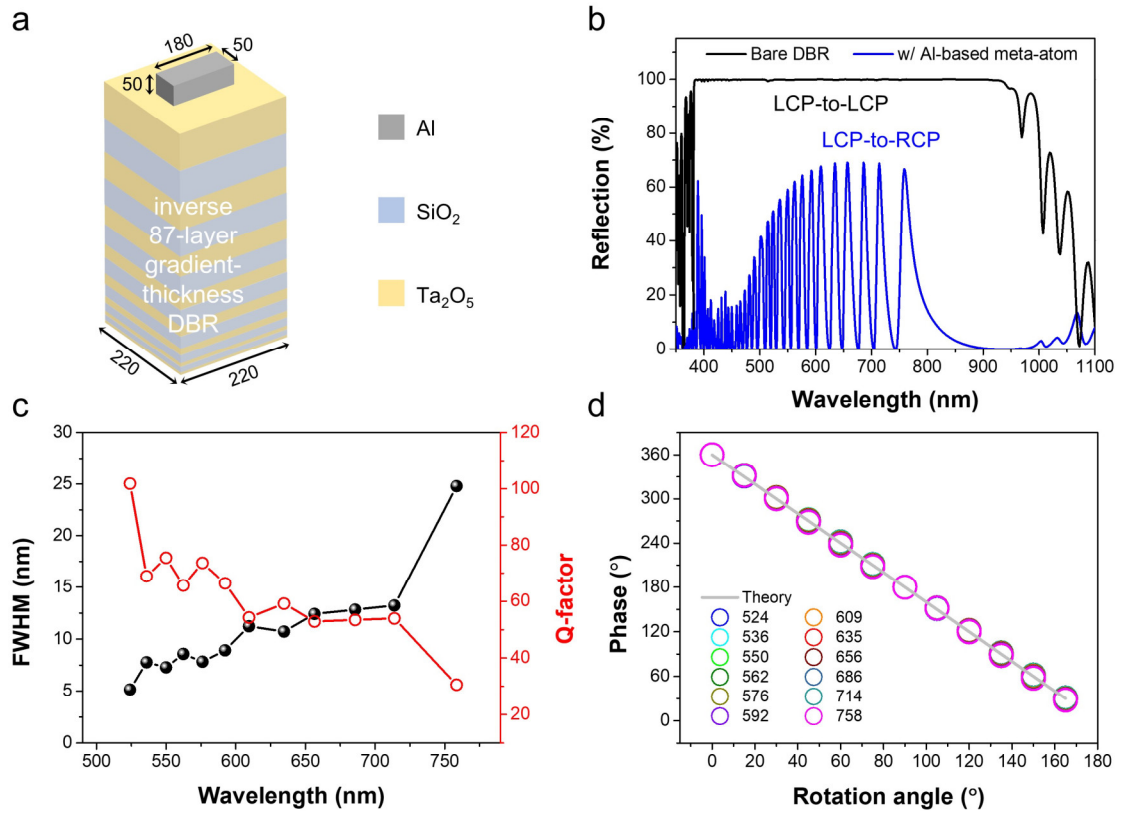 a
180
50
50
inverse
87-layer
gradient-
thickness
DBR
220
220
Al
SiO₂
Ta₂O₅
b
Bare DBR
w/ Al-based meta-atom
LCP-to-LCP
LCP-to-RCP
Reflection (%)
100
80
60
40
20
0
400 500 600 700 800 900 1000 1100
Wavelength (nm)
c
FWHM (nm)
30
25
20
15
10
5
0
500 550 600 650 700 750
Wavelength (nm)
120
100
80
60
40
20
Q-factor
d
Phase (°)
360
300
240
180
120
60
0
Theory
524 609
536 635
550 656
562 686
576 714
592 758
0 20 40 60 80 100 120 140 160 180
Rotation angle (°)